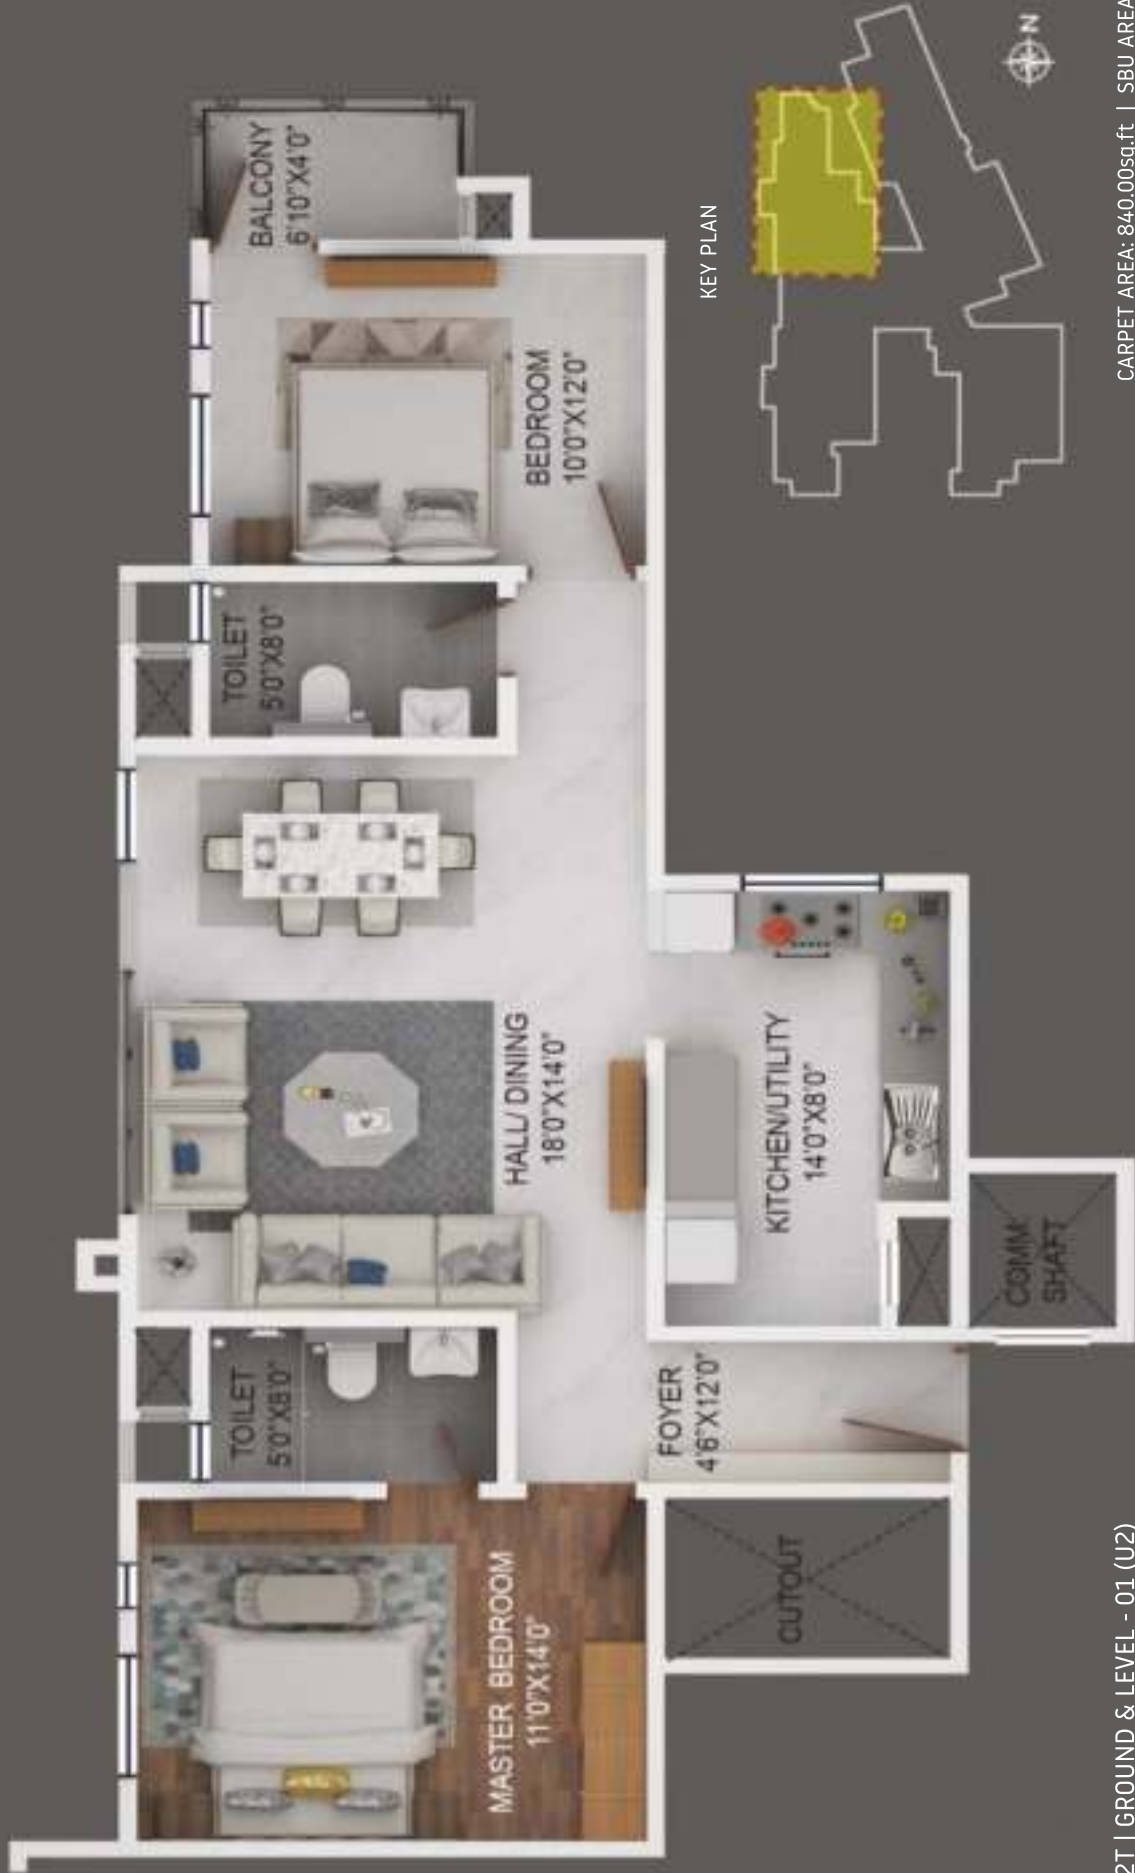 BALCONY
6'10"X4'0"
BEDROOM
10'0"X12'0"
TOILET
5'0"X8'0"
HALL/ DINING
18'0"X14'0"
KITCHEN/UTILITY
14'0"X8'0"
TOILET
5'0"X8'0"
FOYER
4'6"X12'0"
COMM
SHAFT
MASTER BEDROOM
11'0"X14'0"
CUTOUT
KEY PLAN
N
2T | GROUND & LEVEL - 01 (U2)
CARPET AREA: 840.00sq.ft | SBU AREA